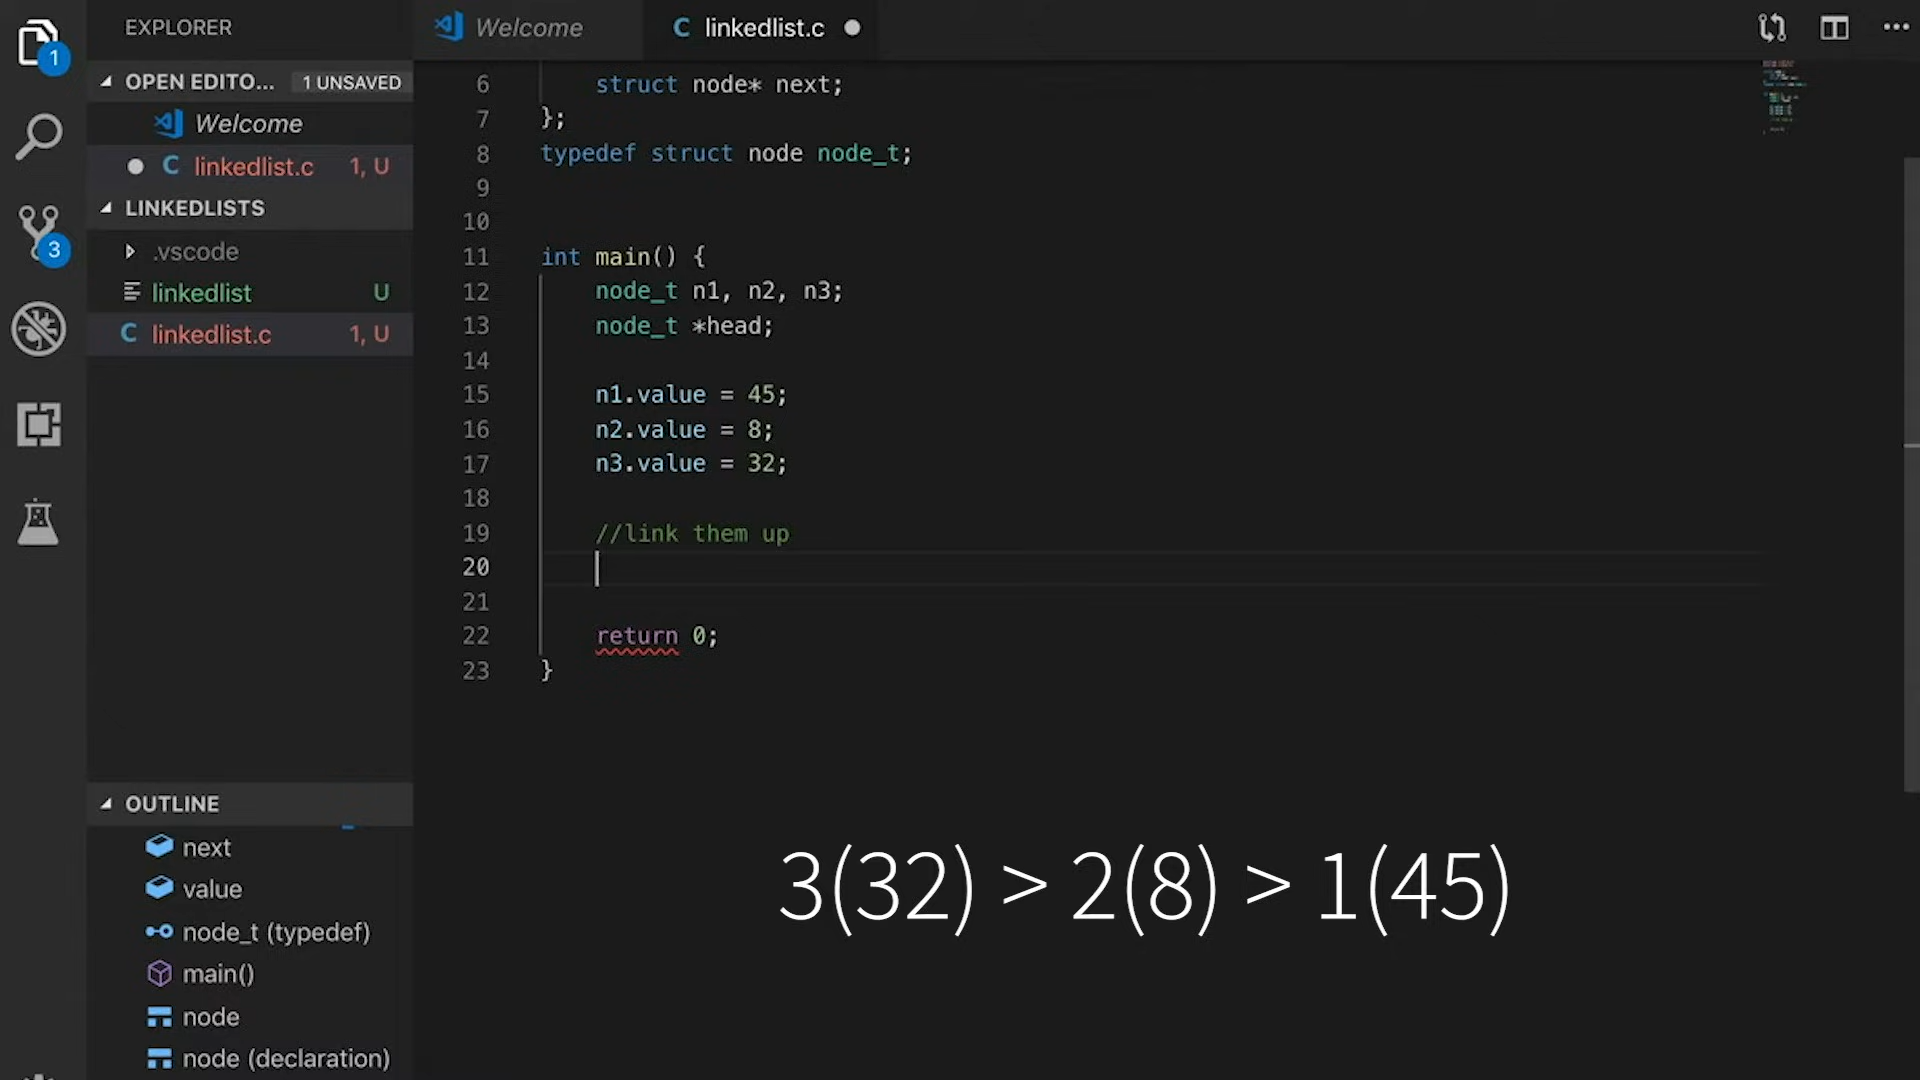 1
3
EXPLORER
OPEN EDITO... 1 UNSAVED
Welcome
linkedlist.c 1, U
LINKEDLISTS
.vscode
linkedlist U
C linkedlist.c 1, U
OUTLINE
next
value
node_t (typedef)
main()
node
node (declaration)
Welcome
C linkedlist.c
6 struct node* next;
7 };
8 typedef struct node node_t;
9
10
11 int main() {
12 node_t n1, n2, n3;
13 node_t *head;
14
15 n1.value = 45;
16 n2.value = 8;
17 n3.value = 32;
18
19 //link them up
20
21
22 return 0;
23 }
3(32) > 2(8) > 1(45)